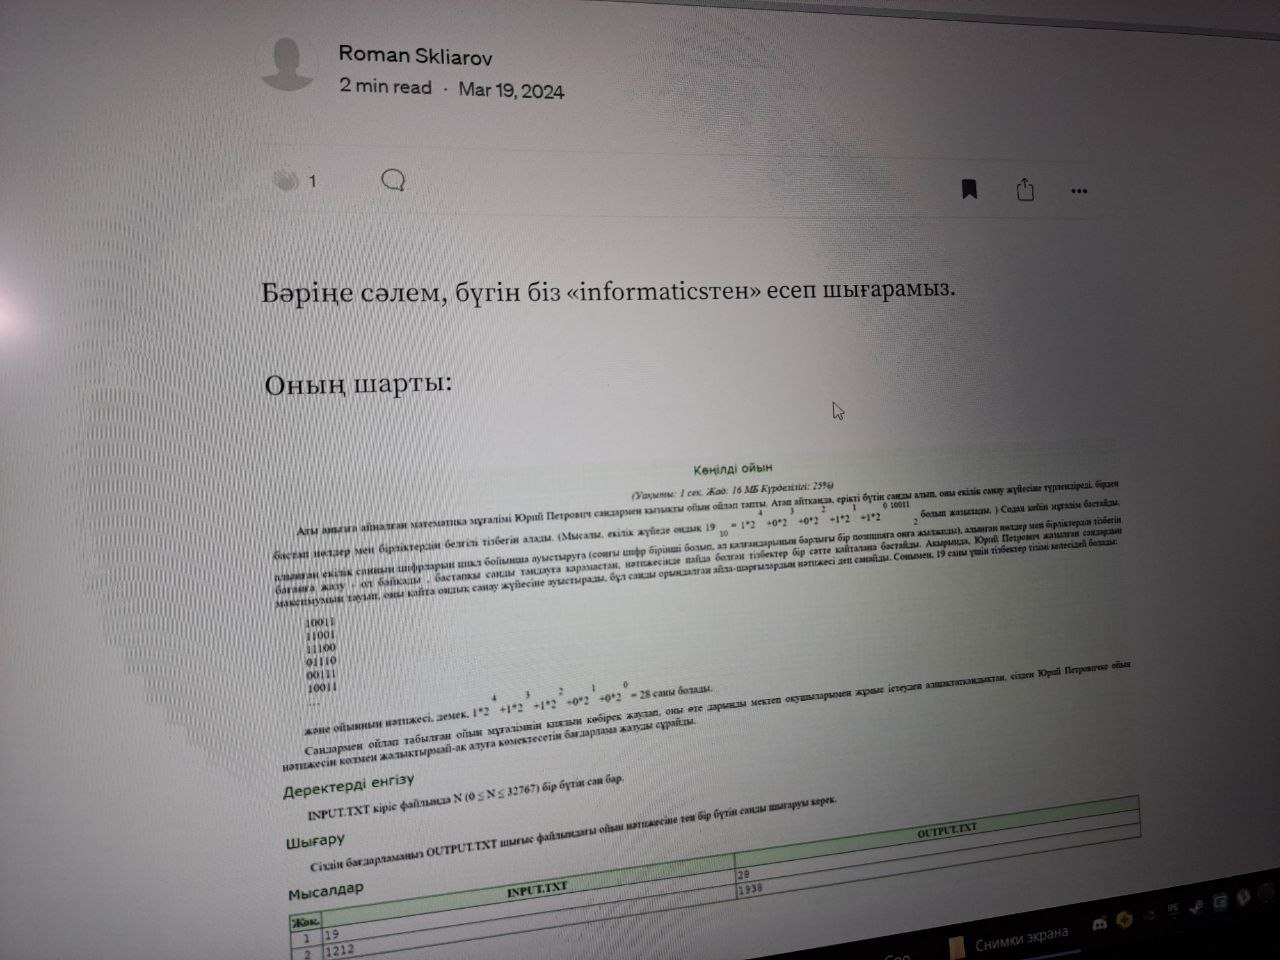 Roman Skliarov
2 min read · Mar 19, 2024
1
Бәріңе сәлем, бүгін біз «informaticsтен» есеп шығарамыз.
Оның шарты:
Көңілді ойын
(Уақыты: 1 сек. Жад: 16 МБ Күрделілігі: 25%)
Аты аңызға айналған математика мұғалімі Юрий Петрович сандармен қызықты ойын ойлап тапты. Атап айтқанда, ерікті бүтін санды алып, оны екілік санау жүйесіне түрлендіреді, бірден
бастап нөлдер мен бірліктердің белгілі тізбегін алады. (Мысалы, екілік жүйеде ондық 19 10 = 1*2 4 +0*2 3 +0*2 2 +1*2 1 +1*2 0 10011 2 болып жазылады. ) Содан кейін мұғалім бастайды.
алынған екілік санның цифрларын цикл бойынша ауыстыруға (соңғы цифр бірінші болып, ал қалғандарының барлығы бір позицияға оңға жылжиды), алынған нөлдер мен бірліктердің тізбегін
бағанға жазу , ол байқады , бастапқы санды таңдауға қарамастан, нәтижесінде пайда болған тізбектер бір сәтте қайталана бастайды. Ақырында, Юрий Петрович жазылған сандардың
максимумын тауып, оны қайта ондық санау жүйесіне ауыстырады, бұл санды орындалған айла-шарғылардың нәтижесі деп санайды. Сонымен, 19 саны үшін тізбектер тізімі келесідей болады:
10011
11001
11100
01110
00111
10011
....
және ойынның нәтижесі, демек, 1*2 4 +1*2 3 +1*2 2 +0*2 1 +0*2 0 = 28 саны болады.
Сандармен ойлап табылған ойын мұғалімнің қиялын көбірек жаулап, оны өте дарынды мектеп оқушыларымен жұмыс істеуден алшақтатқандықтан, сізден Юрий Петровичке ойын
нәтижесін қолмен жалықтырмай-ақ алуға көмектесетін бағдарлама жазуды сұрайды.
Деректерді енгізу
INPUT.TXT кіріс файлында N (0 ≤ N ≤ 32767) бір бүтін сан бар.
Шығару
Сіздің бағдарламаңыз OUTPUT.TXT шығыс файлындағы ойын нәтижесіне тең бір бүтін санды шығаруы керек.
Мысалдар
Жоқ. INPUT.TXT OUTPUT.TXT
1 19 28
2 1212 1938
Снимки экрана